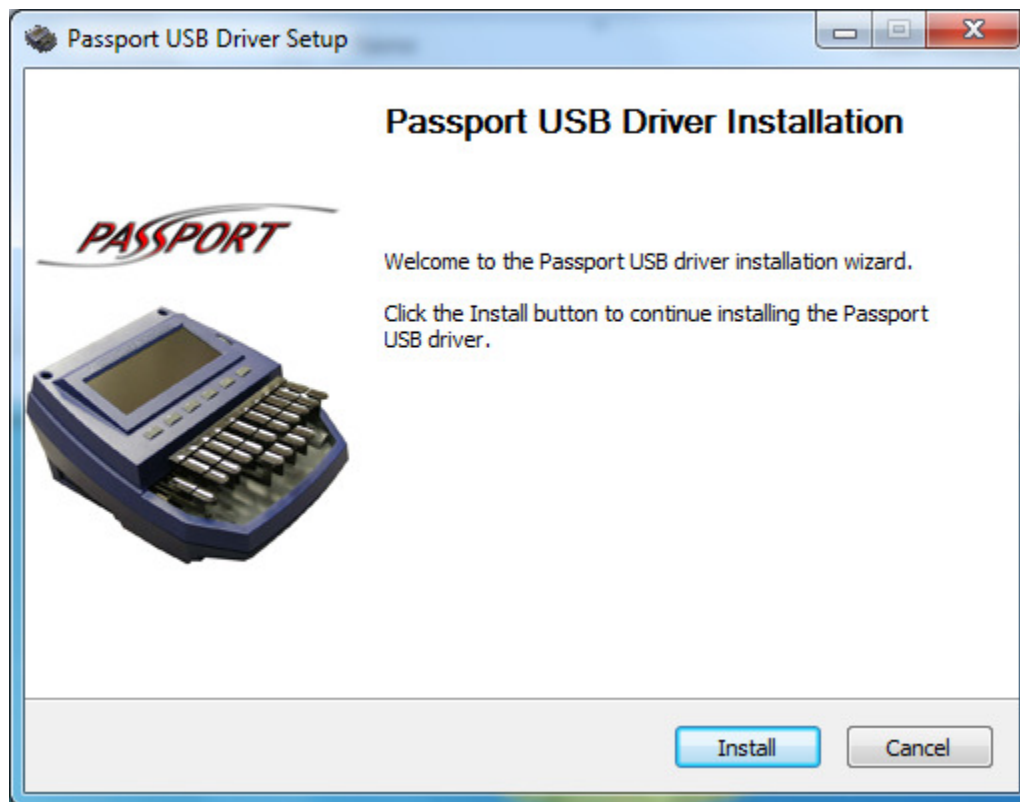 Passport USB Driver Setup
Passport USB Driver Installation
PASSPORT
Welcome to the Passport USB driver installation wizard.
Click the Install button to continue installing the Passport
USB driver.
Install
Cancel